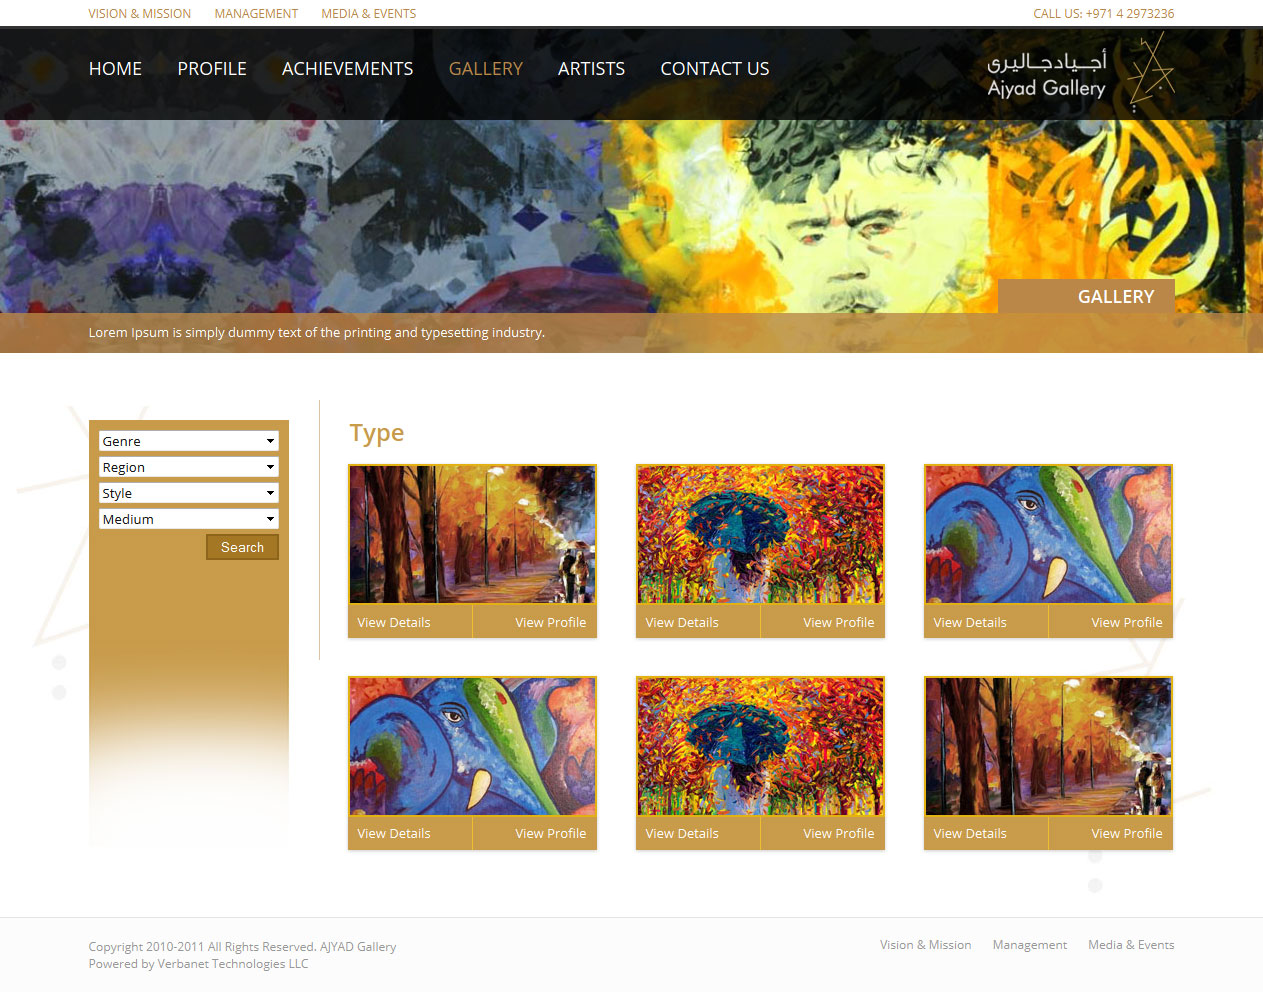 VISION & MISSION MANAGEMENT MEDIA & EVENTS CALL US: +971 4 2973236
HOME PROFILE ACHIEVEMENTS GALLERY ARTISTS CONTACT US
أجيادجاليرى
Ajyad Gallery
GALLERY
Lorem Ipsum is simply dummy text of the printing and typesetting industry.
Genre
Region
Style
Medium
Search
Type
View Details View Profile
View Details View Profile
View Details View Profile
View Details View Profile
View Details View Profile
View Details View Profile
Copyright 2010-2011 All Rights Reserved. AJYAD Gallery
Powered by Verbanet Technologies LLC
Vision & Mission Management Media & Events